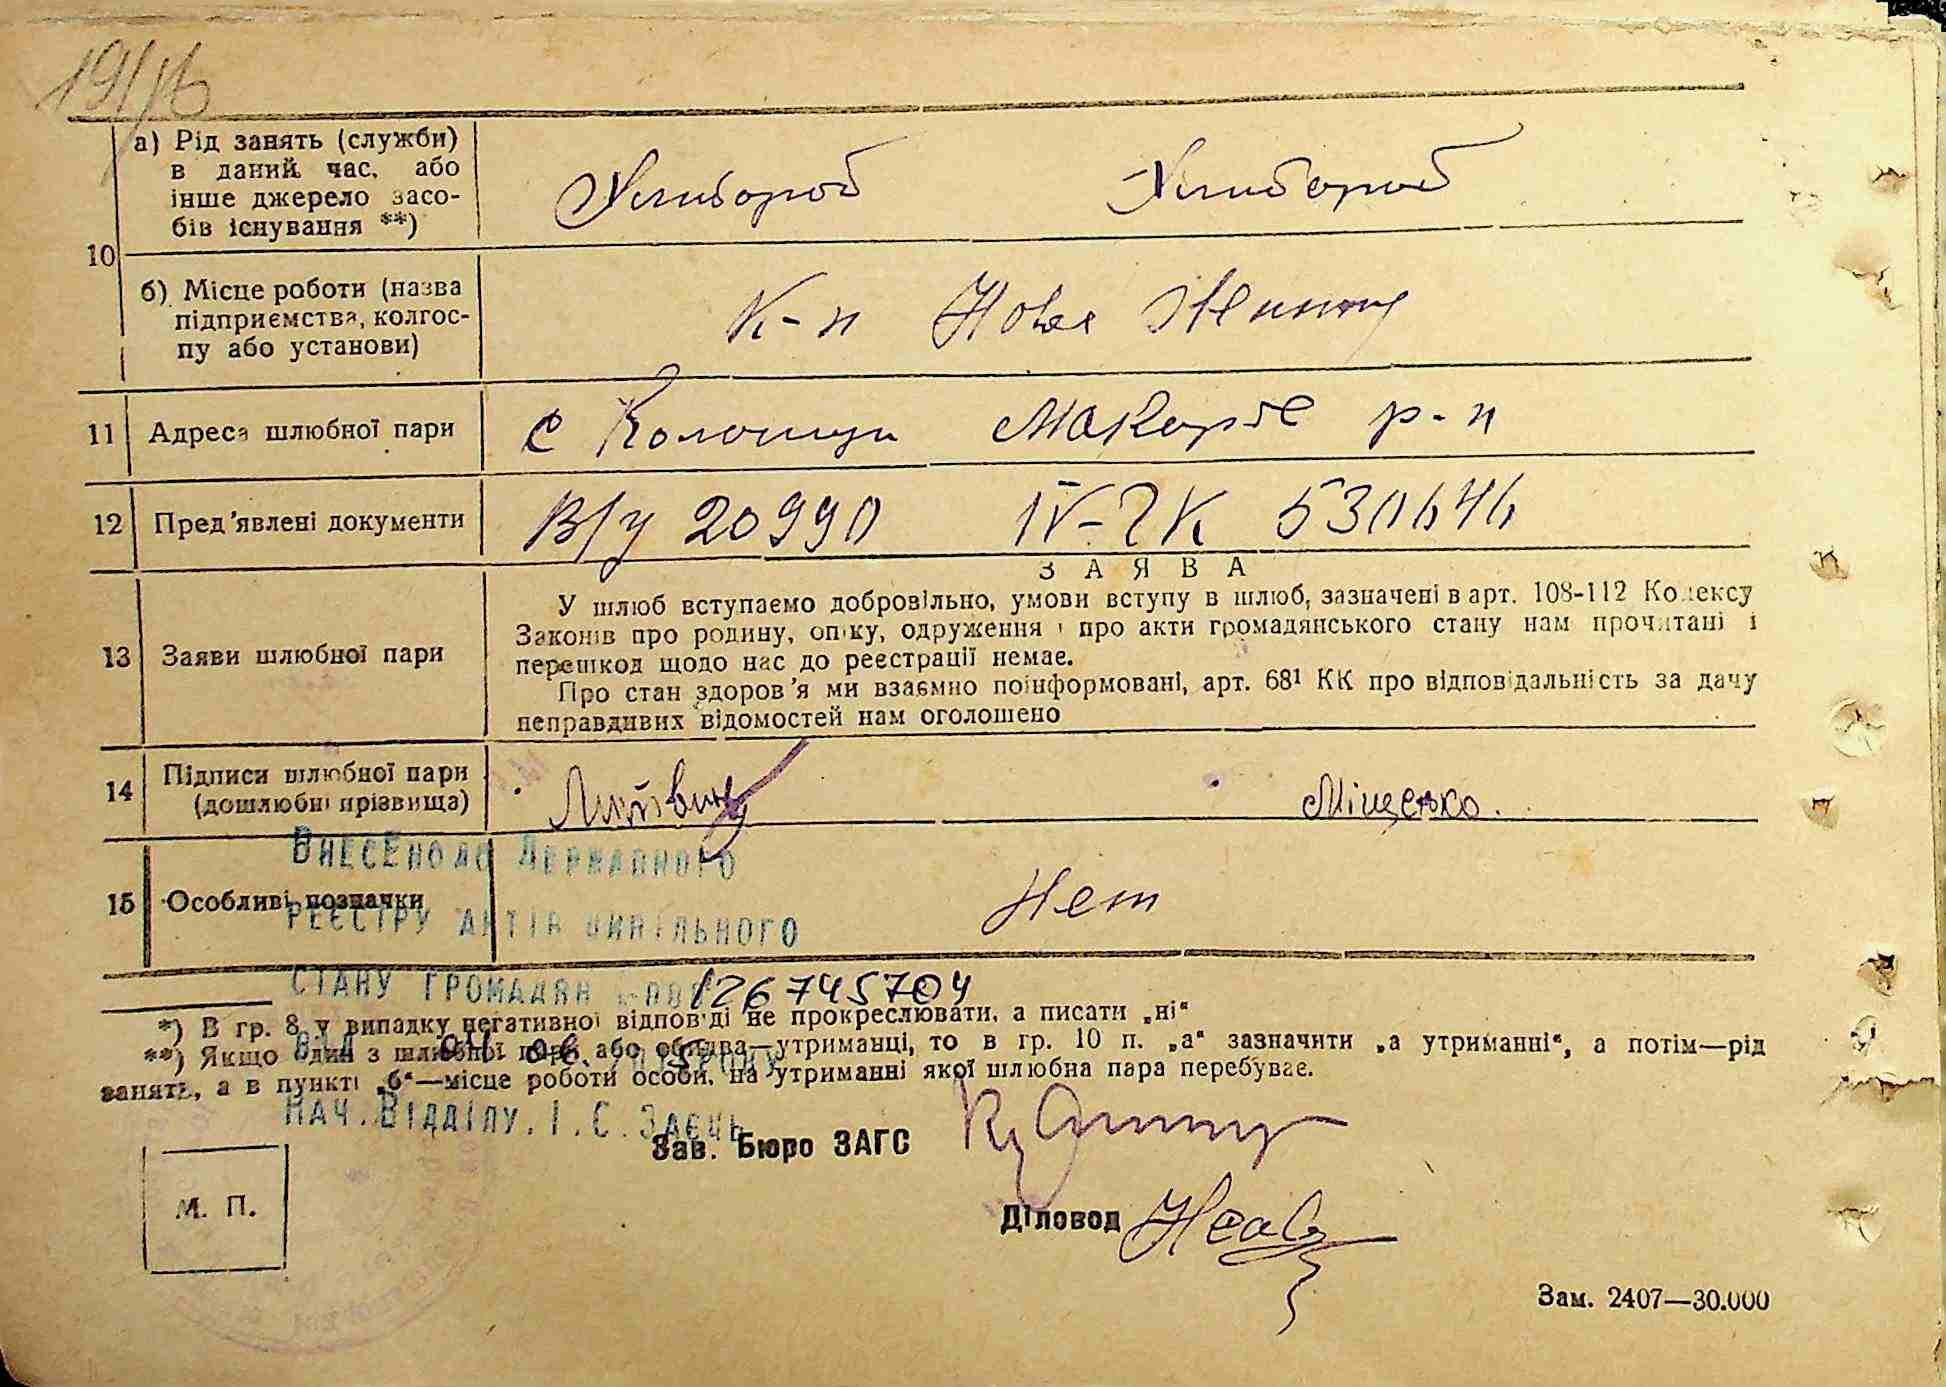 10
а) Рід занять (служби)
в даний час, або
інше джерело засо-
бів існування **)
Хлибороб Хлибороб
б) Місце роботи (назва
підприємства, колгос-
пу або установи)
к-п Новая
11 Адреса шлюбної пари
с Колонщи Макарів р-н
12 Пред'явлені документи
В/у 20990 IV-ТК 530646
ЗАЯВА
13 Заяви шлюбної пари
У шлюб вступаємо добровільно, умови вступу в шлюб, зазначені в арт. 108-112 Кодексу
Законів про родину, опіку, одруження і про акти громадянського стану нам прочитані і
перешкод щодо нас до реєстрації немає.
Про стан здоров'я ми взаємно поінформовані, арт. 68¹ КК про відповідальність за дачу
неправдивих відомостей нам оголошено
14 Підписи шлюбної пари
(дошлюбні прізвища)
Міщенко.
ВНЕСЕНО ДО ДЕРЖАВНОГО
15 Особливі позначки
Нет
РЕЄСТРУ АКТІВ ЦИВІЛЬНОГО
СТАНУ ГРОМАДЯН 126745704
*) В гр. 8 у випадку негативної відповіді не прокреслювати, а писати „ні“
**) Якщо один з шлюбної пари або обидва—утриманці, то в гр. 10 п. „а“ зазначити „а утриманні“, а потім—рід
занять, а в пункті „б“—місце роботи особи, на утриманні якої шлюбна пара перебуває.
НАЧ.ВІДДІЛУ.І.С.ЗАЄЦЬ
Зав. Бюро ЗАГС
М. П.
Діловод
Зам. 2407—30.000